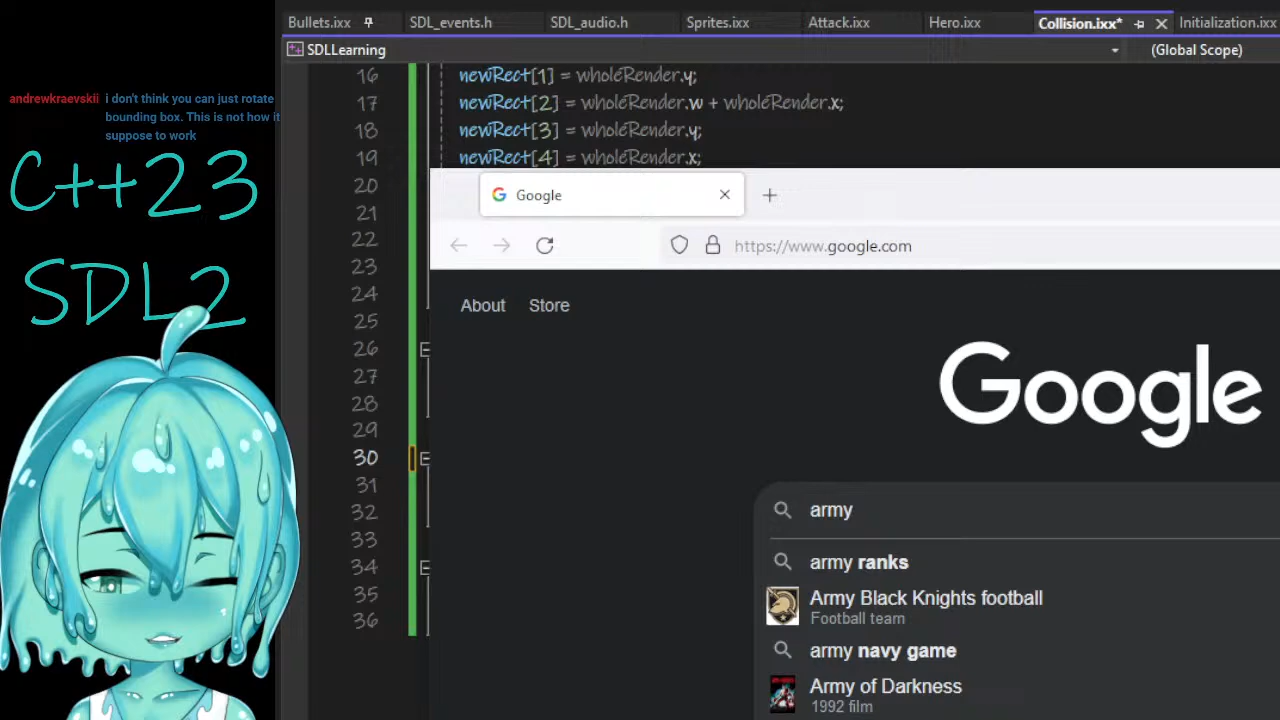 Bullets.ixx
SDL_events.h
SDL_audio.h
Sprites.ixx
Attack.ixx
Hero.ixx
Collision.ixx*
Initialization.ixx
SDLLearning
(Global Scope)
andrewkraevskii i don't think you can just rotate
bounding box. This is not how it
suppose to work
C++23
SDL2
16 newRect[1] = wholeRender.y;
17 newRect[2] = wholeRender.w + wholeRender.x;
18 newRect[3] = wholeRender.y;
19 newRect[4] = wholeRender.x;
20
21
22
23
24
25
26
27
28
29
30
31
32
33
34
35
36
Google
https://www.google.com
About Store
Google
army
army ranks
Army Black Knights football
Football team
army navy game
Army of Darkness
1992 film